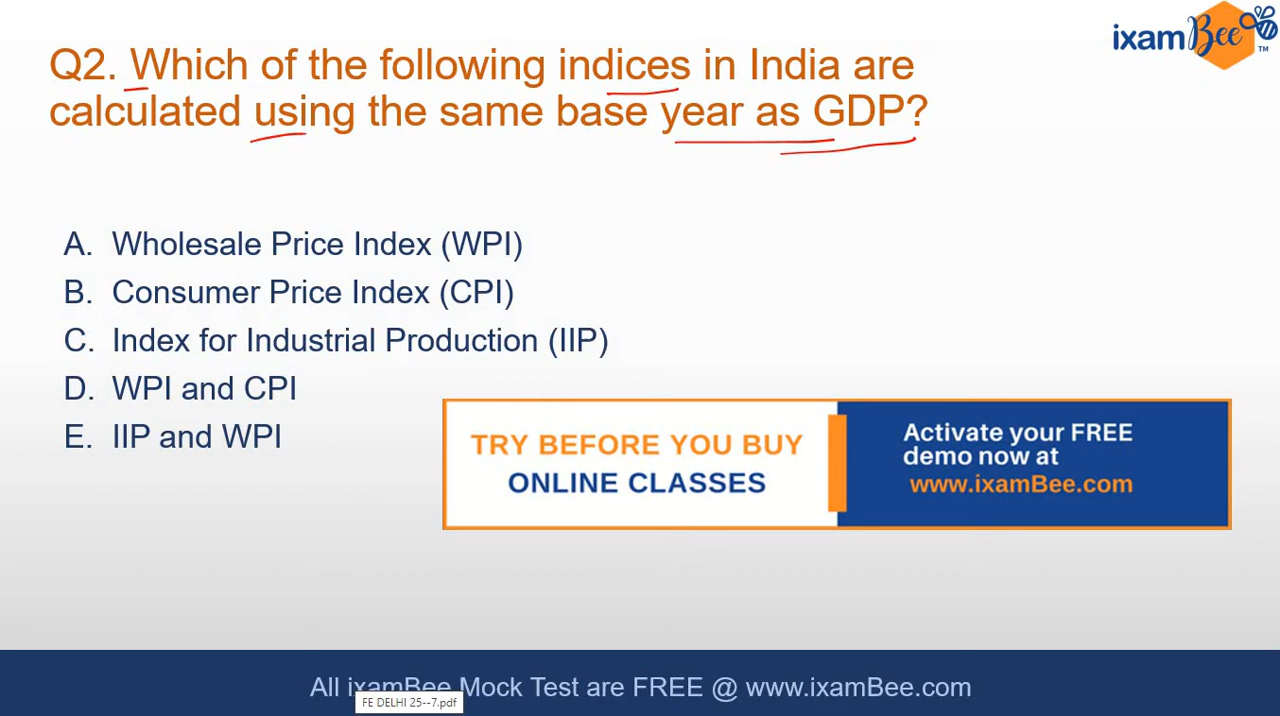 ixamBee TM
Q2. Which of the following indices in India are
calculated using the same base year as GDP?
A. Wholesale Price Index (WPI)
B. Consumer Price Index (CPI)
C. Index for Industrial Production (IIP)
D. WPI and CPI
E. IIP and WPI
TRY BEFORE YOU BUY
ONLINE CLASSES
Activate your FREE
demo now at
www.ixamBee.com
All ixamBee Mock Test are FREE @ www.ixamBee.com
FE DELHI 25--7.pdf